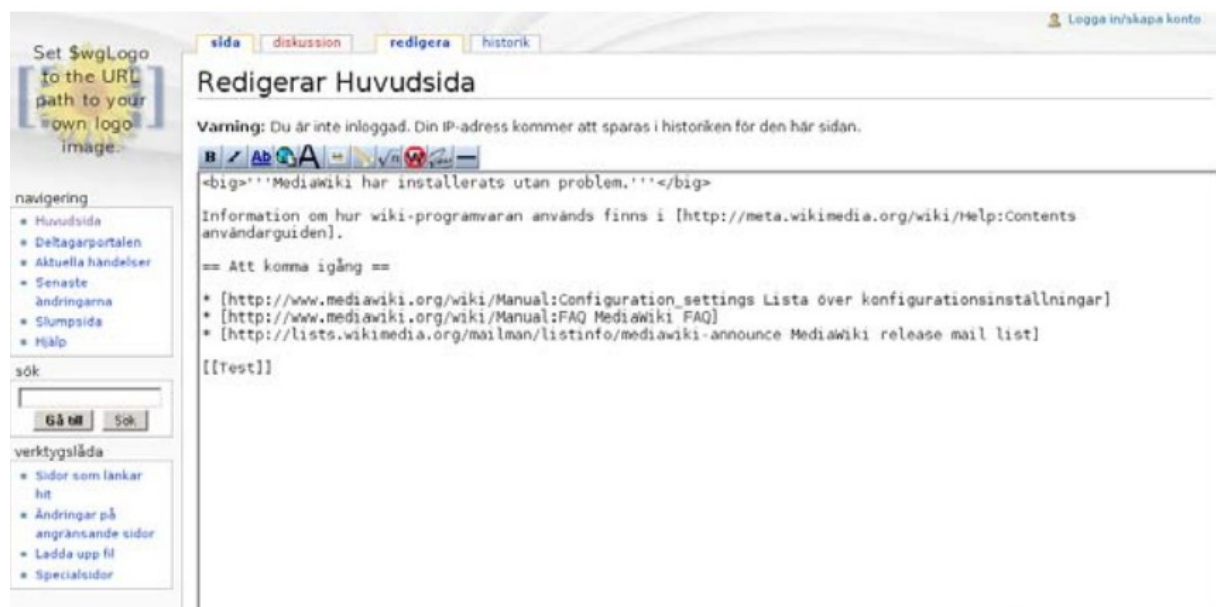 Logga in/skapa konto
Set $wgLogo
to the URL
path to your
own logo
image.
sida
diskussion
redigera
historik
Redigerar Huvudsida
Varning: Du är inte inloggad. Din IP-adress kommer att sparas i historiken för den här sidan.
B I Ab A √n W
<big>'''MediaWiki har installerats utan problem.'''</big>
Information om hur wiki-programvaran används finns i [http://meta.wikimedia.org/wiki/Help:Contents
användarguiden].
== Att komma igång ==
* [http://www.mediawiki.org/wiki/Manual:Configuration_settings Lista över konfigurationsinställningar]
* [http://www.mediawiki.org/wiki/Manual:FAQ MediaWiki FAQ]
* [http://lists.wikimedia.org/mailman/listinfo/mediawiki-announce MediaWiki release mail list]
[[Test]]
navigering
Huvudsida
Deltagarportalen
Aktuella händelser
Senaste
ändringarna
Slumpsida
Hjälp
sök
Gå till
Sök
verktygslåda
Sidor som länkar
hit
Ändringar på
angränsande sidor
Ladda upp fil
Specialsidor